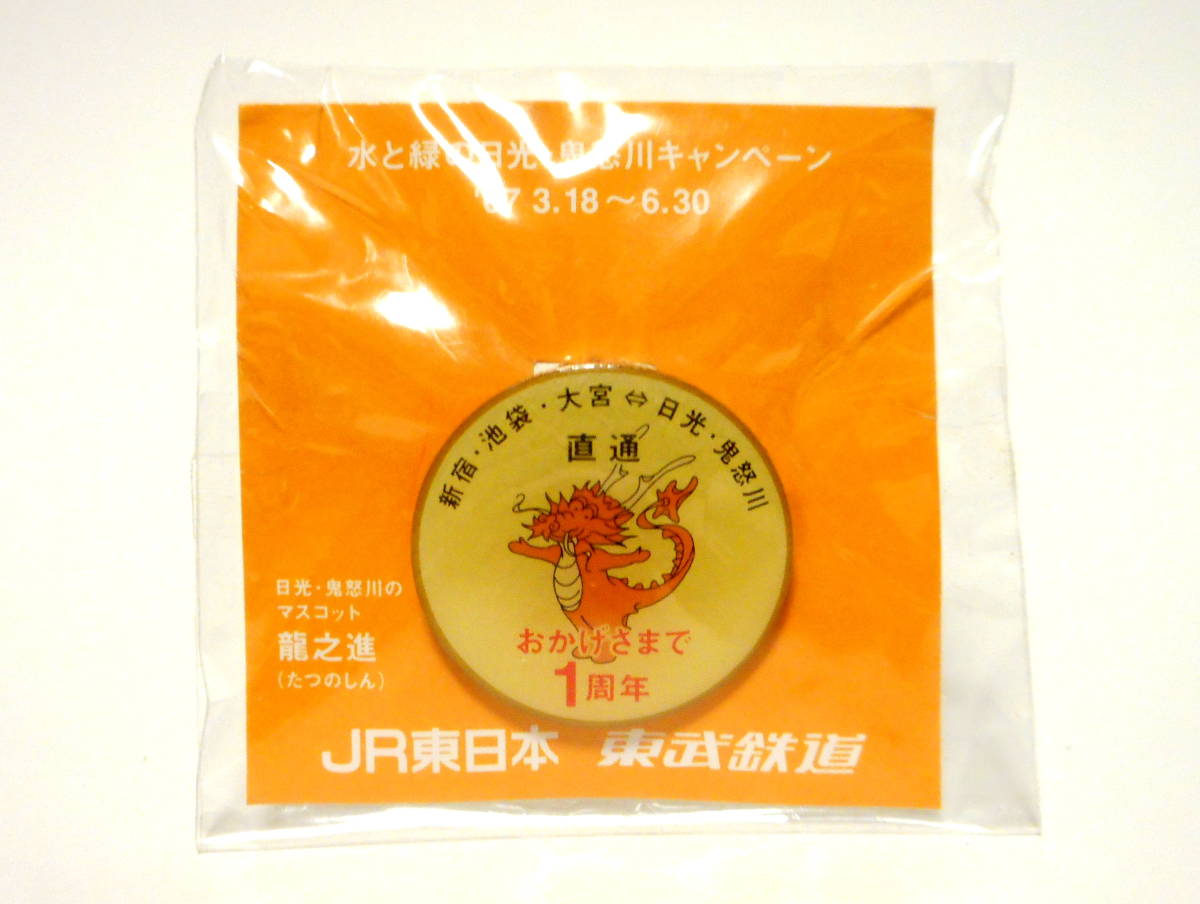 水と緑の日光・鬼怒川キャンペーン
'07 3.18～6.30
新宿・池袋・大宮⇔日光・鬼怒川
直通
おかげさまで
1周年
日光・鬼怒川の
マスコット
龍之進
(たつのしん)
JR東日本 東武鉄道